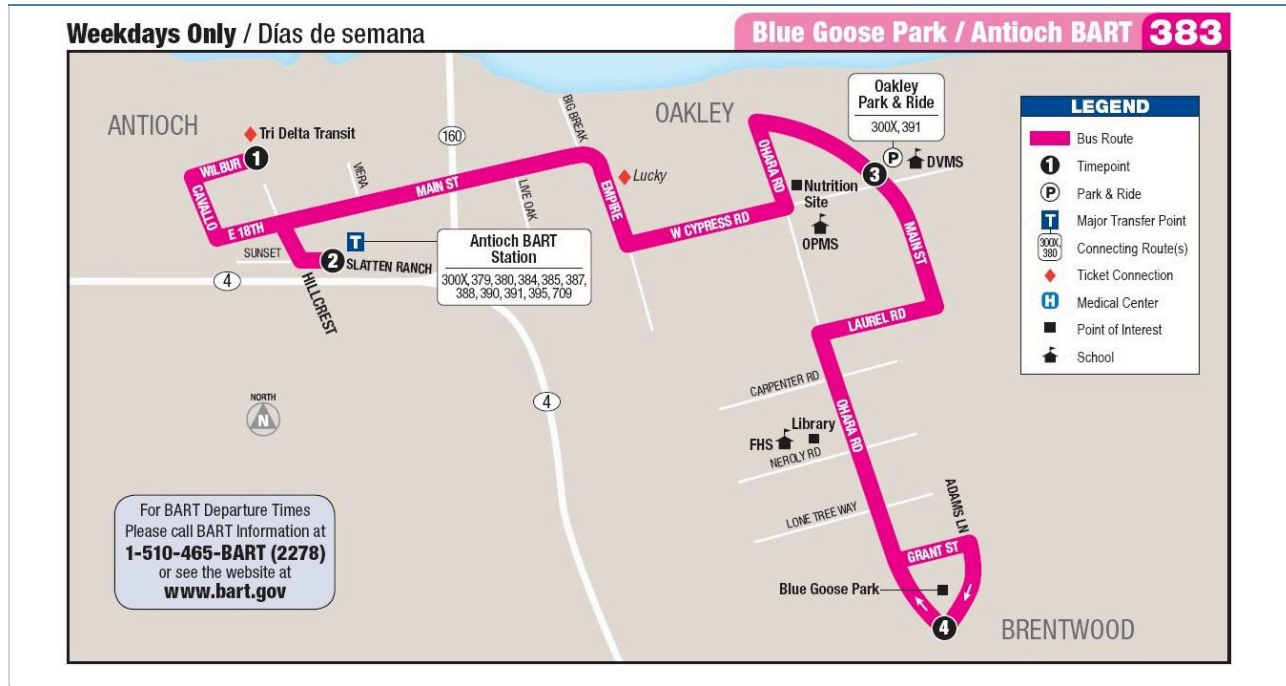 Weekdays Only / Días de semana
Blue Goose Park / Antioch BART 383
ANTIOCH
Tri Delta Transit
WILBUR
1
CAVALLO
E 18TH
SUNSET
HILLCREST
2
SLATTEN RANCH
T
4
VIERA
MAIN ST
160
Antioch BART
Station
300X, 379, 380, 384, 385, 387,
388, 390, 391, 395, 709
BIG BREAK
LIVE OAK
EMPIRE
Lucky
OAKLEY
W CYPRESS RD
OHARA RD
Oakley
Park & Ride
300X, 391
P
DVMS
3
Nutrition
Site
OPMS
MAIN ST
LAUREL RD
CARPENTER RD
OHARA RD
Library
FHS
NEROLY RD
LONE TREE WAY
ADAMS LN
GRANT ST
Blue Goose Park
4
BRENTWOOD
4
NORTH
N
For BART Departure Times
Please call BART Information at
1-510-465-BART (2278)
or see the website at
www.bart.gov
LEGEND
Bus Route
1 Timepoint
P Park & Ride
T Major Transfer Point
300X,
380
Connecting Route(s)
Ticket Connection
H Medical Center
Point of Interest
School